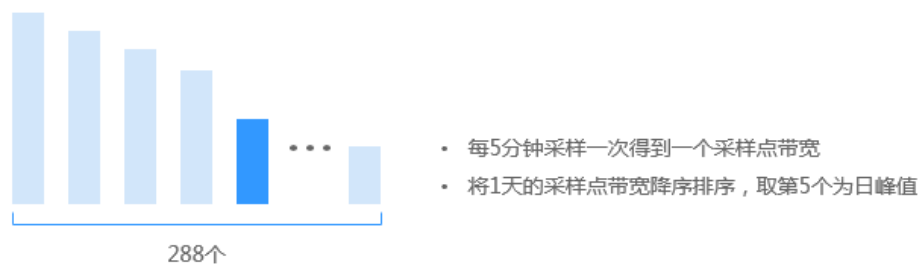 • 每5分钟采样一次得到一个采样点带宽
• 将1天的采样点带宽降序排序，取第5个为日峰值
288个